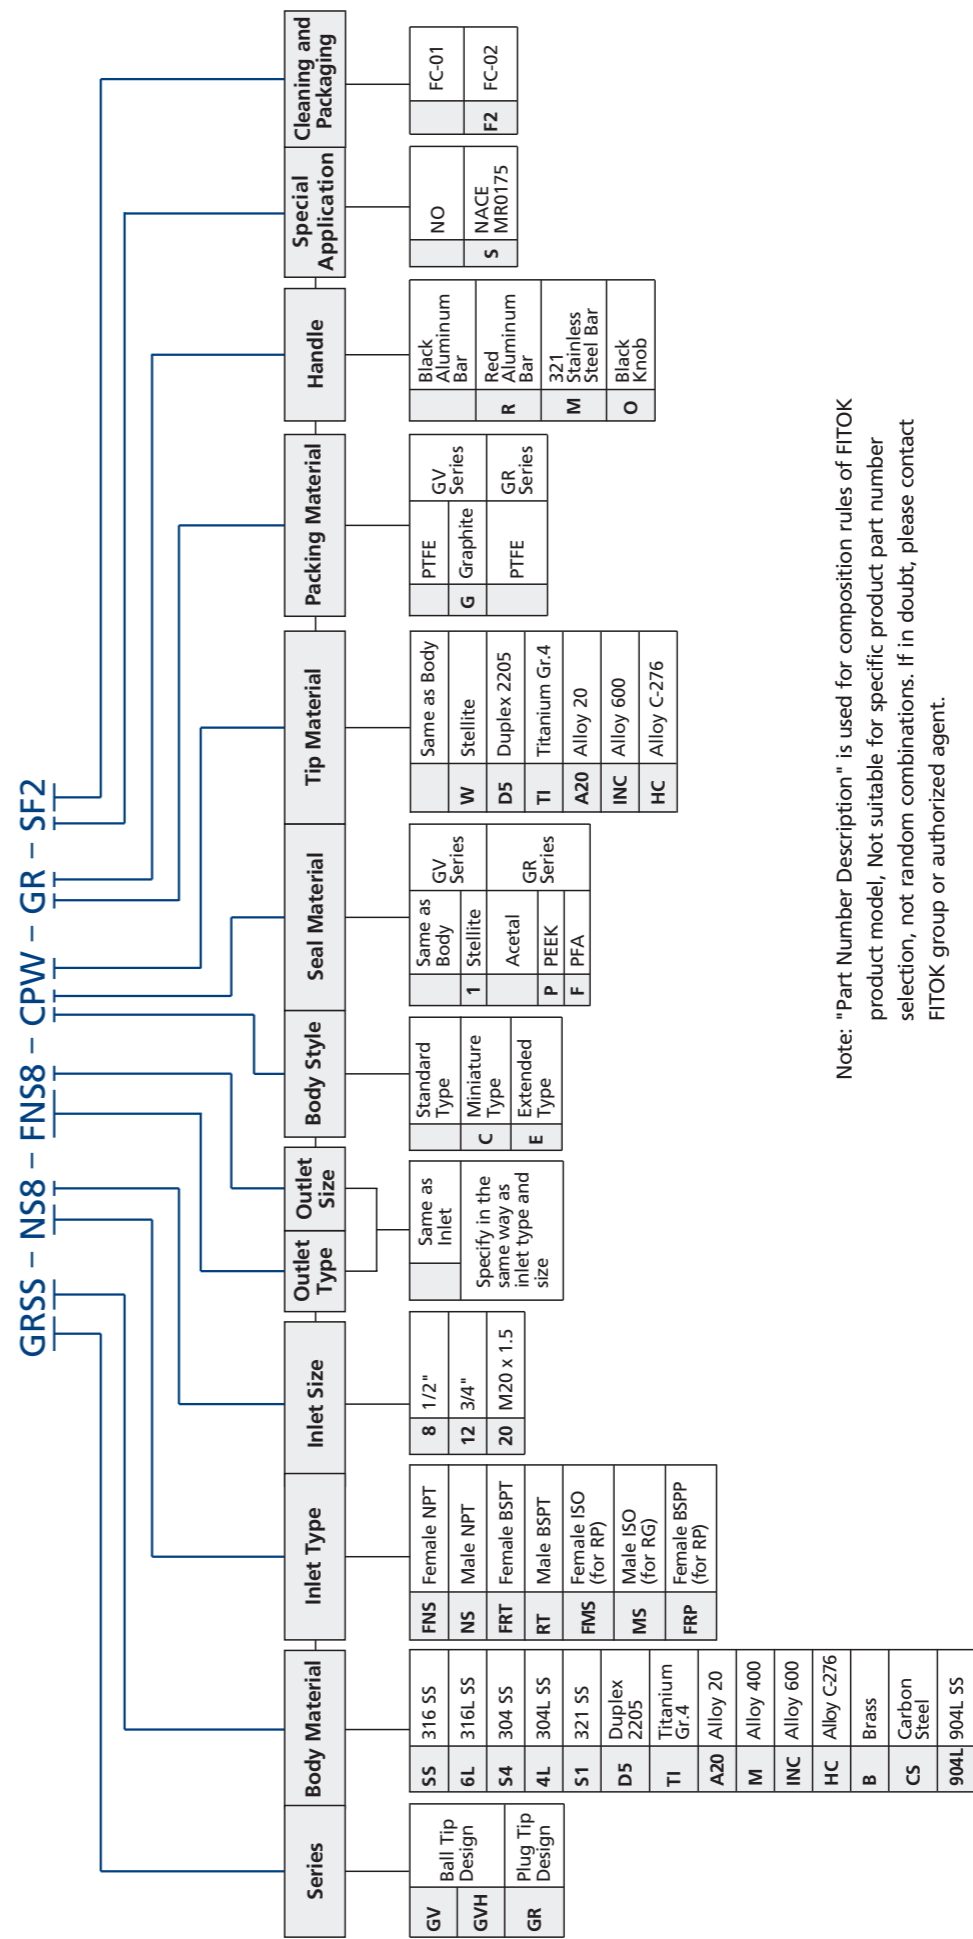 GRSS – NS8 – FNS8 – CPW – GR – SF2
Series
GV
GVH
Ball Tip
Design
GR
Plug Tip
Design
Body Material
SS 316 SS
6L 316L SS
S4 304 SS
4L 304L SS
S1 321 SS
D5 Duplex
2205
TI Titanium
Gr.4
A20 Alloy 20
M Alloy 400
INC Alloy 600
HC Alloy C-276
B Brass
CS Carbon
Steel
904L 904L SS
Inlet Type
FNS Female NPT
NS Male NPT
FRT Female BSPT
RT Male BSPT
FMS Female ISO
(for RP)
MS Male ISO
(for RG)
FRP Female BSPP
(for RP)
Inlet Size
8 1/2"
12 3/4"
20 M20 x 1.5
Outlet
Type
Outlet
Size
Same as
Inlet
Specify in the
same way as
inlet type and
size
Body Style
Standard
Type
C Miniature
Type
E Extended
Type
Seal Material
Same as
Body
1 Stellite
GV
Series
Acetal
P PEEK
F PFA
GR
Series
Tip Material
Same as Body
W Stellite
D5 Duplex 2205
TI Titanium Gr.4
A20 Alloy 20
INC Alloy 600
HC Alloy C-276
Packing Material
PTFE
G Graphite
GV
Series
PTFE
GR
Series
Handle
Black
Aluminum
Bar
R Red
Aluminum
Bar
M 321
Stainless
Steel Bar
O Black
Knob
Special
Application
NO
S NACE
MR0175
Cleaning and
Packaging
FC-01
F2 FC-02
Note: "Part Number Description" is used for composition rules of FITOK
product model, Not suitable for specific product part number
selection, not random combinations. If in doubt, please contact
FITOK group or authorized agent.